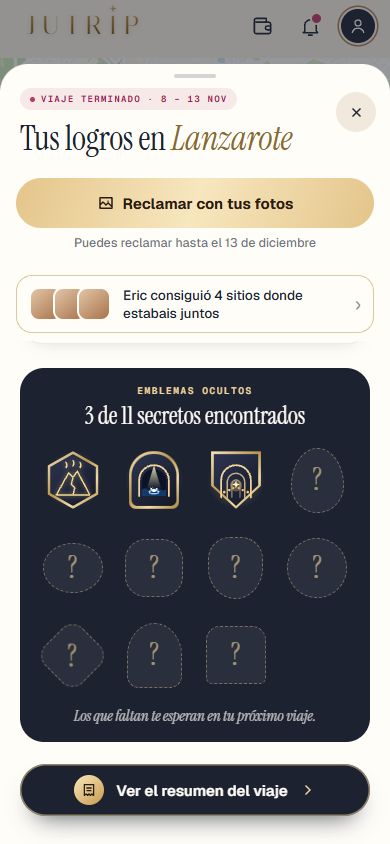 JUTRIP
VIAJE TERMINADO · 8 – 13 NOV
Tus logros en Lanzarote
Reclamar con tus fotos
Puedes reclamar hasta el 13 de diciembre
Eric consiguió 4 sitios donde
estabais juntos
EMBLEMAS OCULTOS
3 de 11 secretos encontrados
?
? ? ? ?
? ? ?
Los que faltan te esperan en tu próximo viaje.
Ver el resumen del viaje